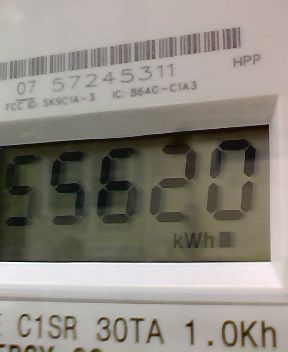 07 57245311
HPP
FCC ID: SK9C1A-3 IC: 864G-C1A3
55620
kWh
C1SR 30TA 1.0Kh